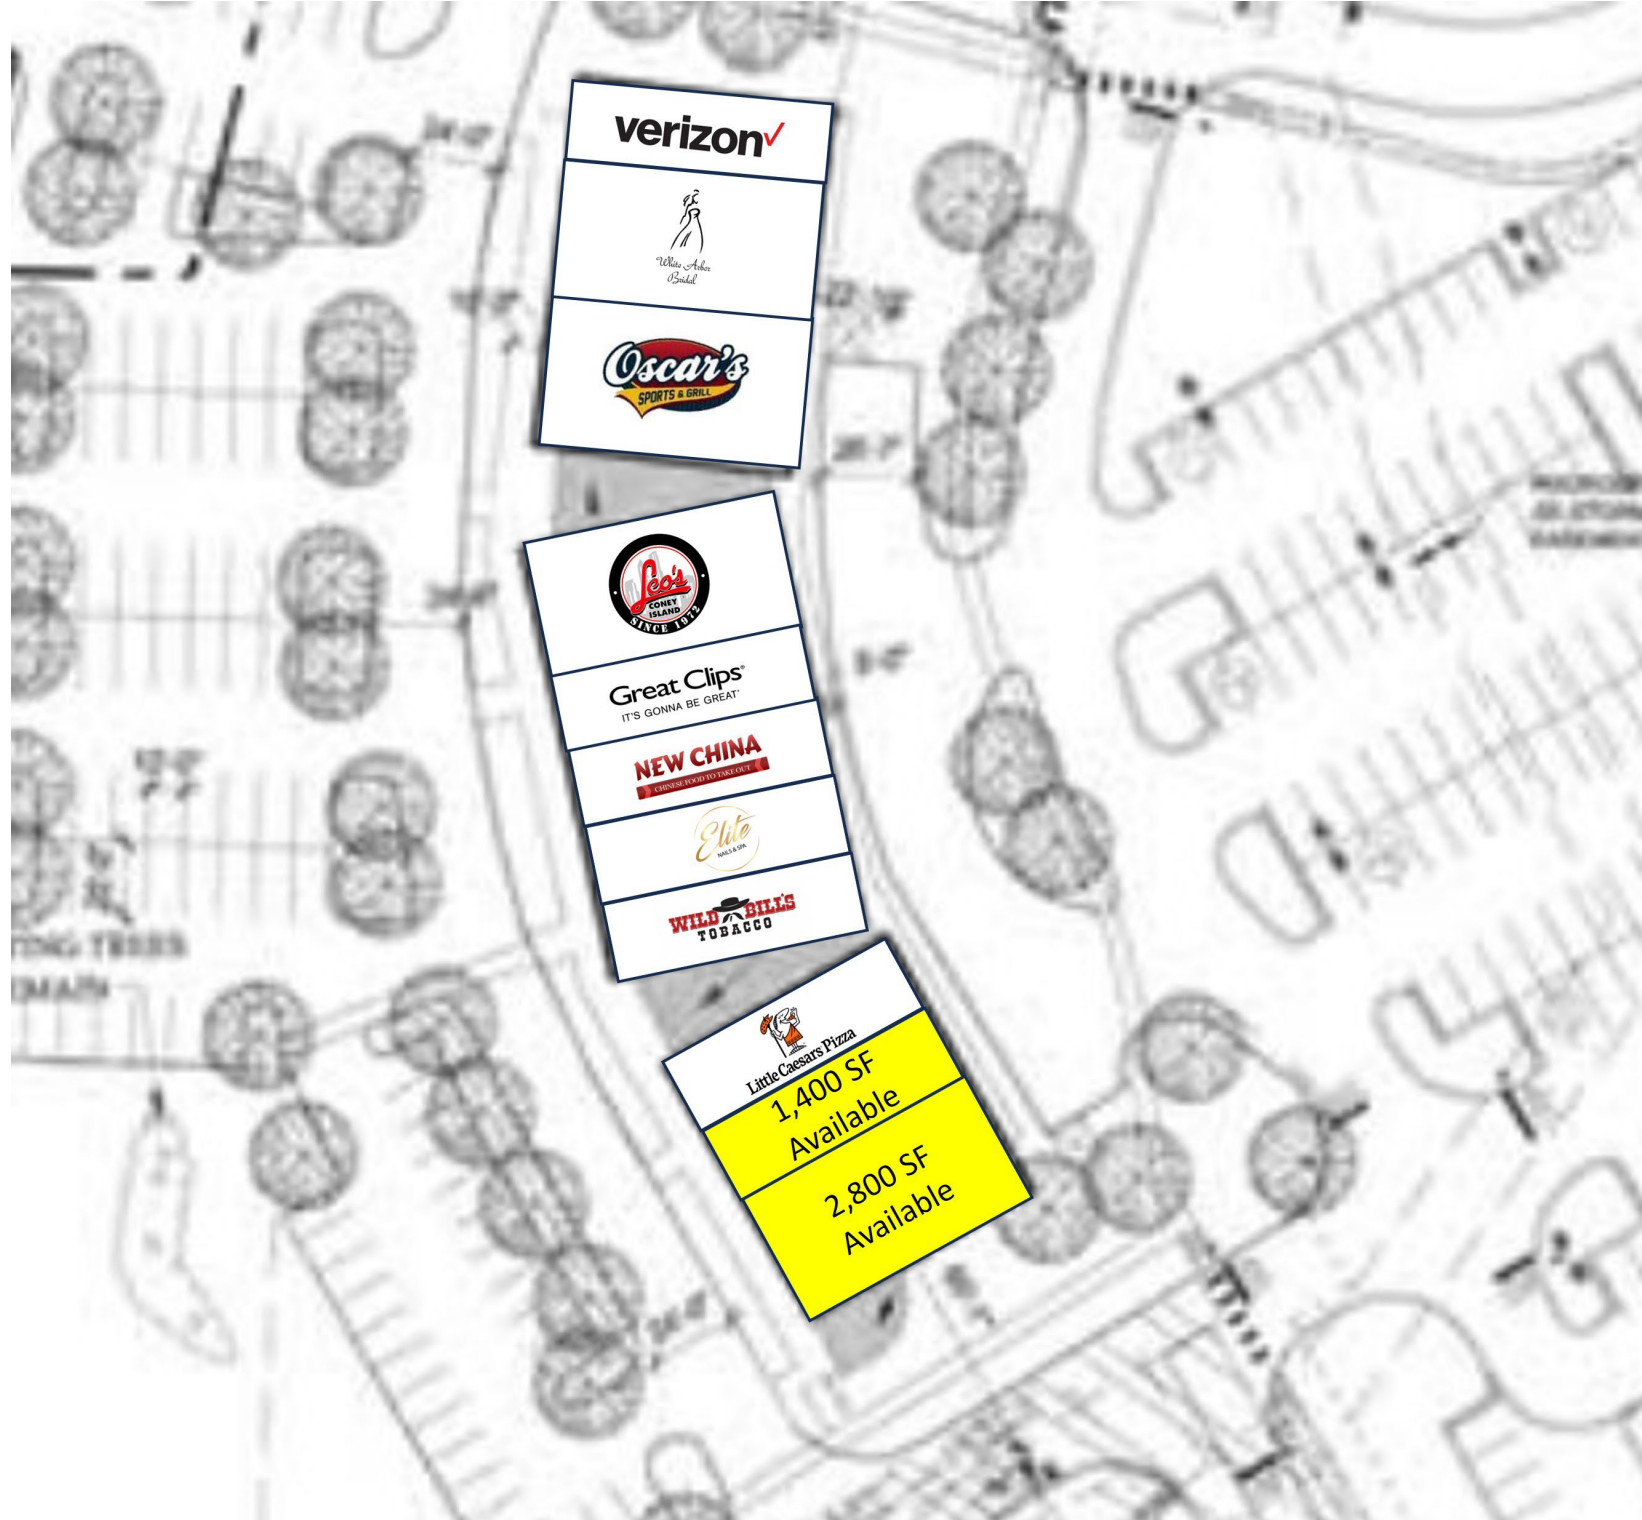 verizon
White Arbor
Bridal
Oscar's
SPORTS & GRILL
Leo's
CONEY
ISLAND
SINCE 1972
Great Clips®
IT'S GONNA BE GREAT®
NEW CHINA
CHINESE FOOD TO TAKE OUT
Elite
NAILS & SPA
WILD BILL'S
TOBACCO
Little Caesars Pizza
1,400 SF
Available
2,800 SF
Available
TREES